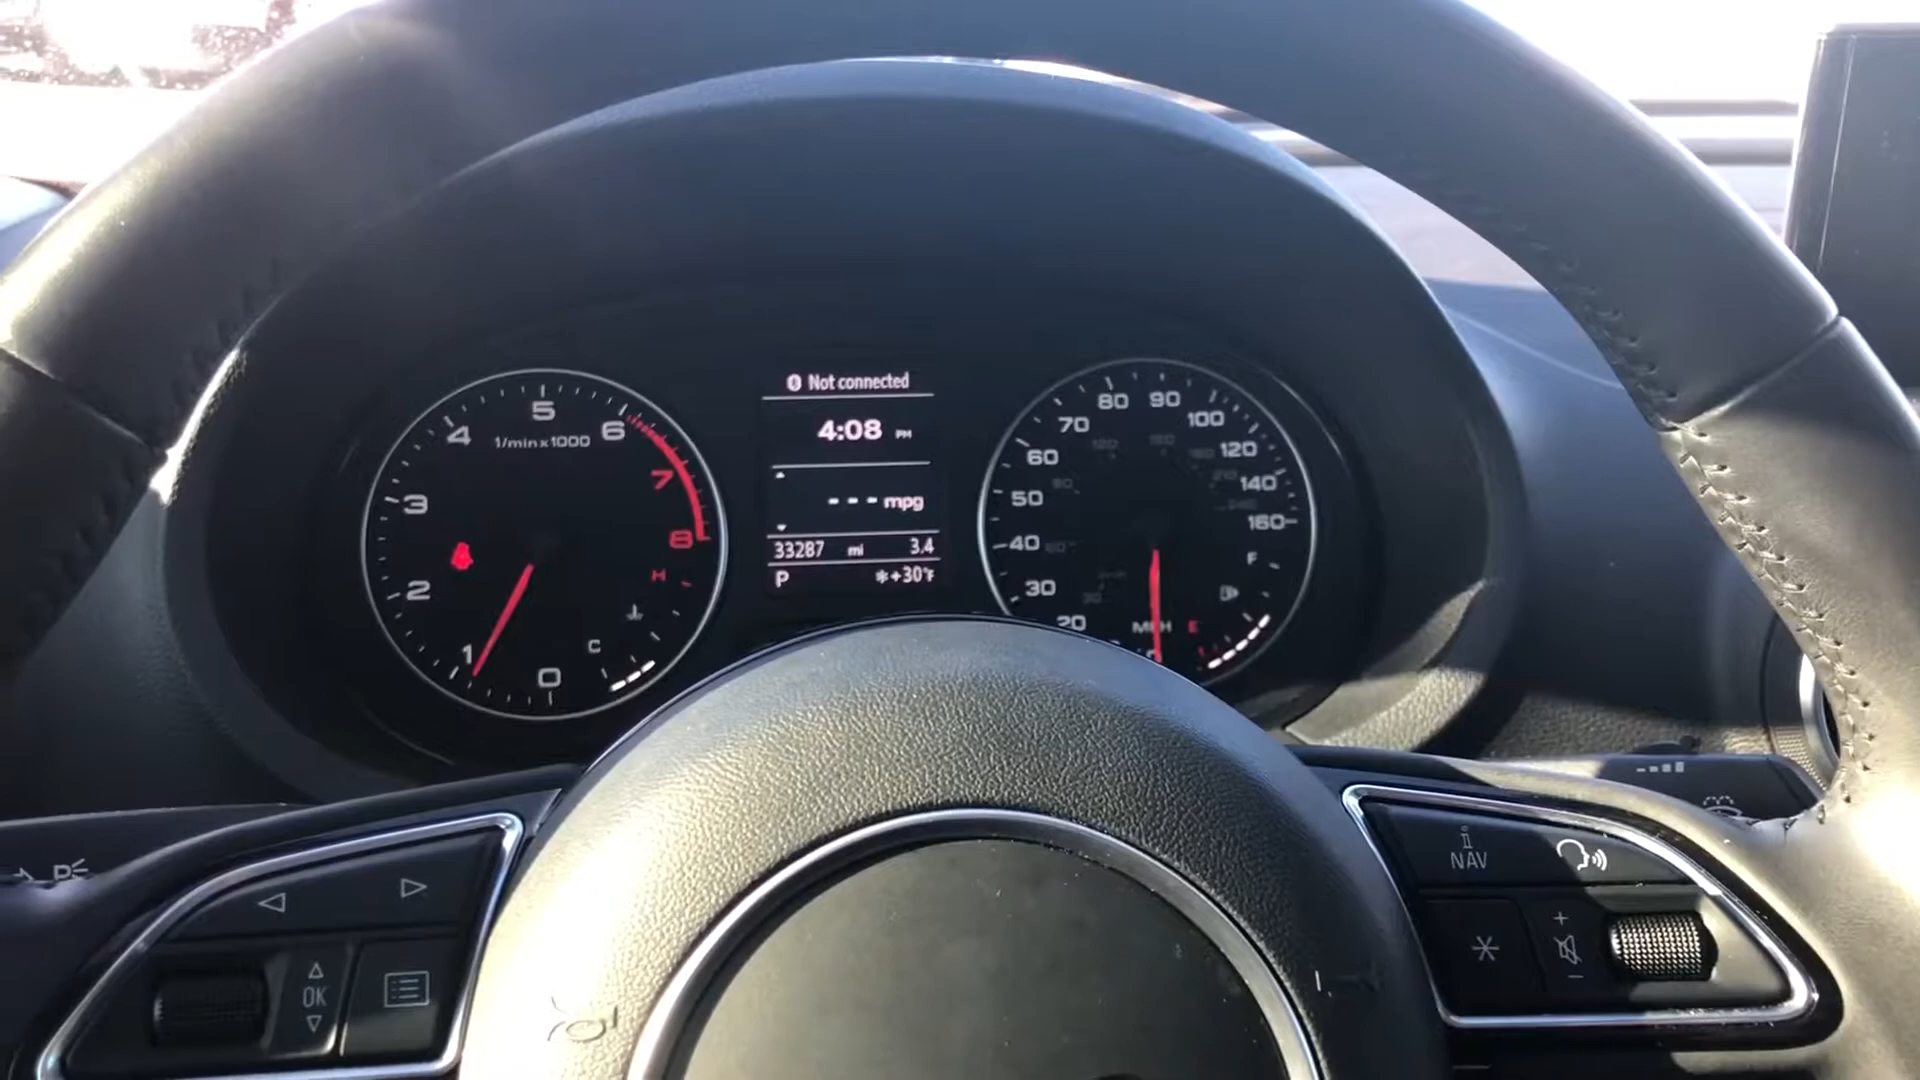 Not connected
4:08 PM
- - - mpg
33287 mi 3.4
P +30°F
1/min x 1000
0
1
2
3
4
5
6
7
8
H
C
20
30
40
50
60
70
80
90
100
120
140
160
MPH
F
E
OK
NAV